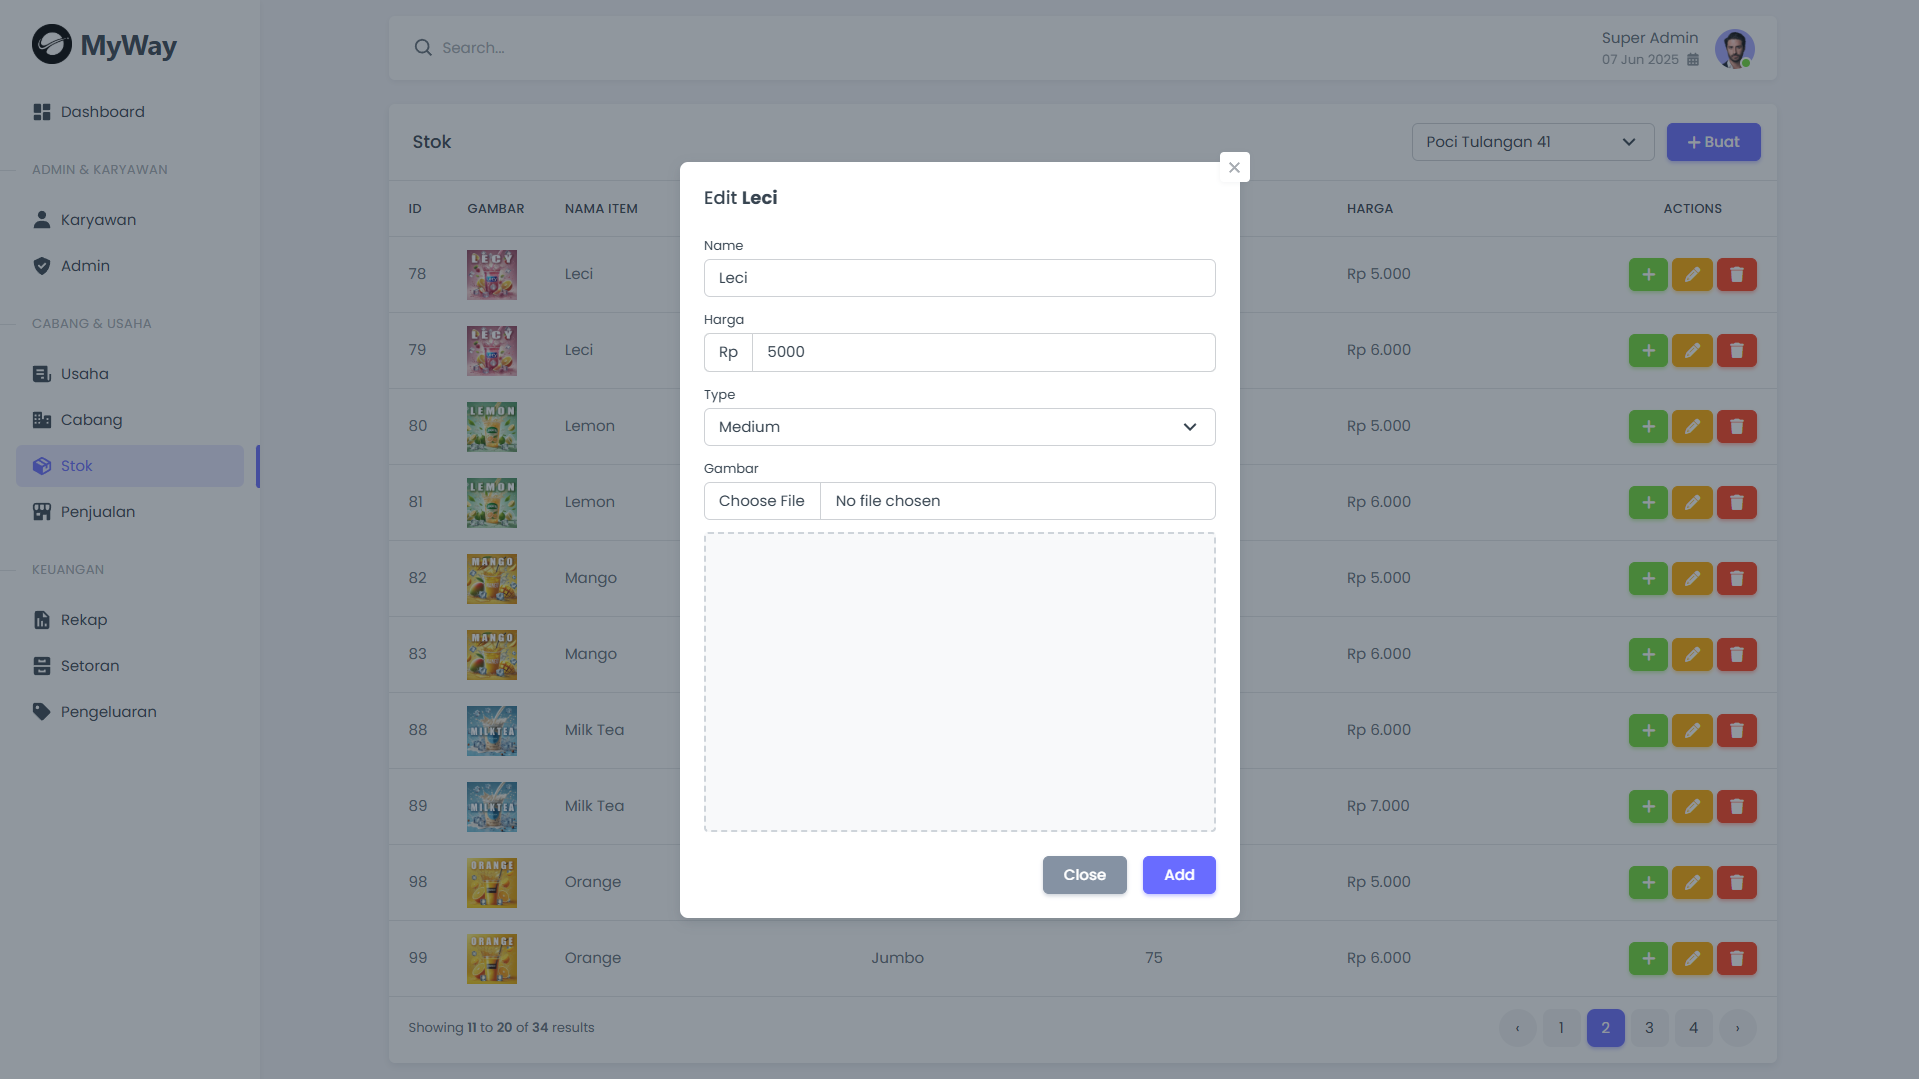 MyWay
Dashboard
ADMIN & KARYAWAN
Karyawan
Admin
CABANG & USAHA
Usaha
Cabang
Stok
Penjualan
KEUANGAN
Rekap
Setoran
Pengeluaran
Search...
Super Admin
07 Jun 2025
Stok
Poci Tulangan 41
+ Buat
ID GAMBAR NAMA ITEM HARGA ACTIONS
78 LECY Leci Rp 5.000
79 LECY Leci Rp 6.000
80 LEMON Lemon Rp 5.000
81 LEMON Lemon Rp 6.000
82 MANGO Mango Rp 5.000
83 MANGO Mango Rp 6.000
88 MILKTEA Milk Tea Rp 6.000
89 MILKTEA Milk Tea Rp 7.000
98 ORANGE Orange Rp 5.000
99 ORANGE Orange Jumbo 75 Rp 6.000
Showing 11 to 20 of 34 results
‹ 1 2 3 4 ›
Edit Leci
Name
Leci
Harga
Rp 5000
Type
Medium
Gambar
Choose File No file chosen
Close Add